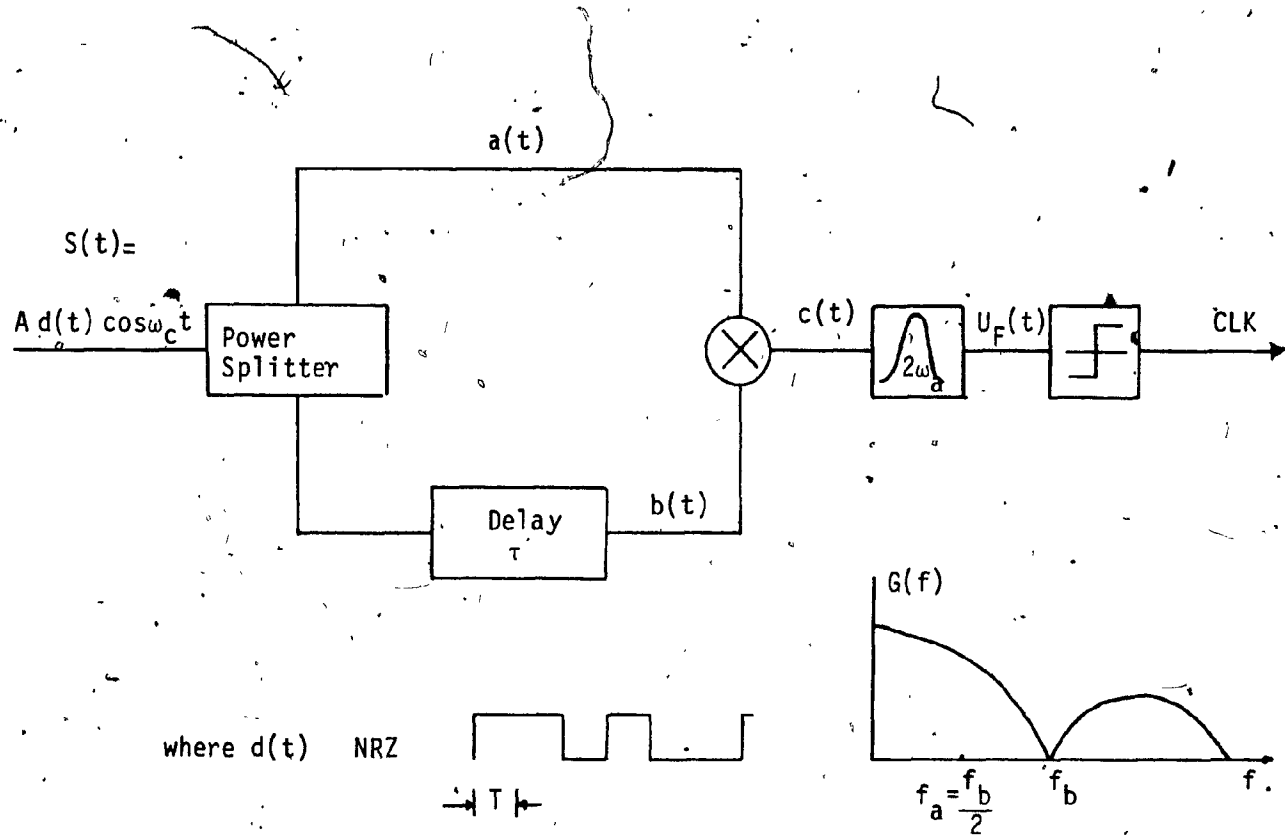 a(t)
S(t)=
A d(t) cosω_c t
Power
Splitter
c(t)
2ω_a
U_F(t)
CLK
Delay
τ
b(t)
G(f)
where d(t) NRZ
T
f_a = f_b/2
f_b
f